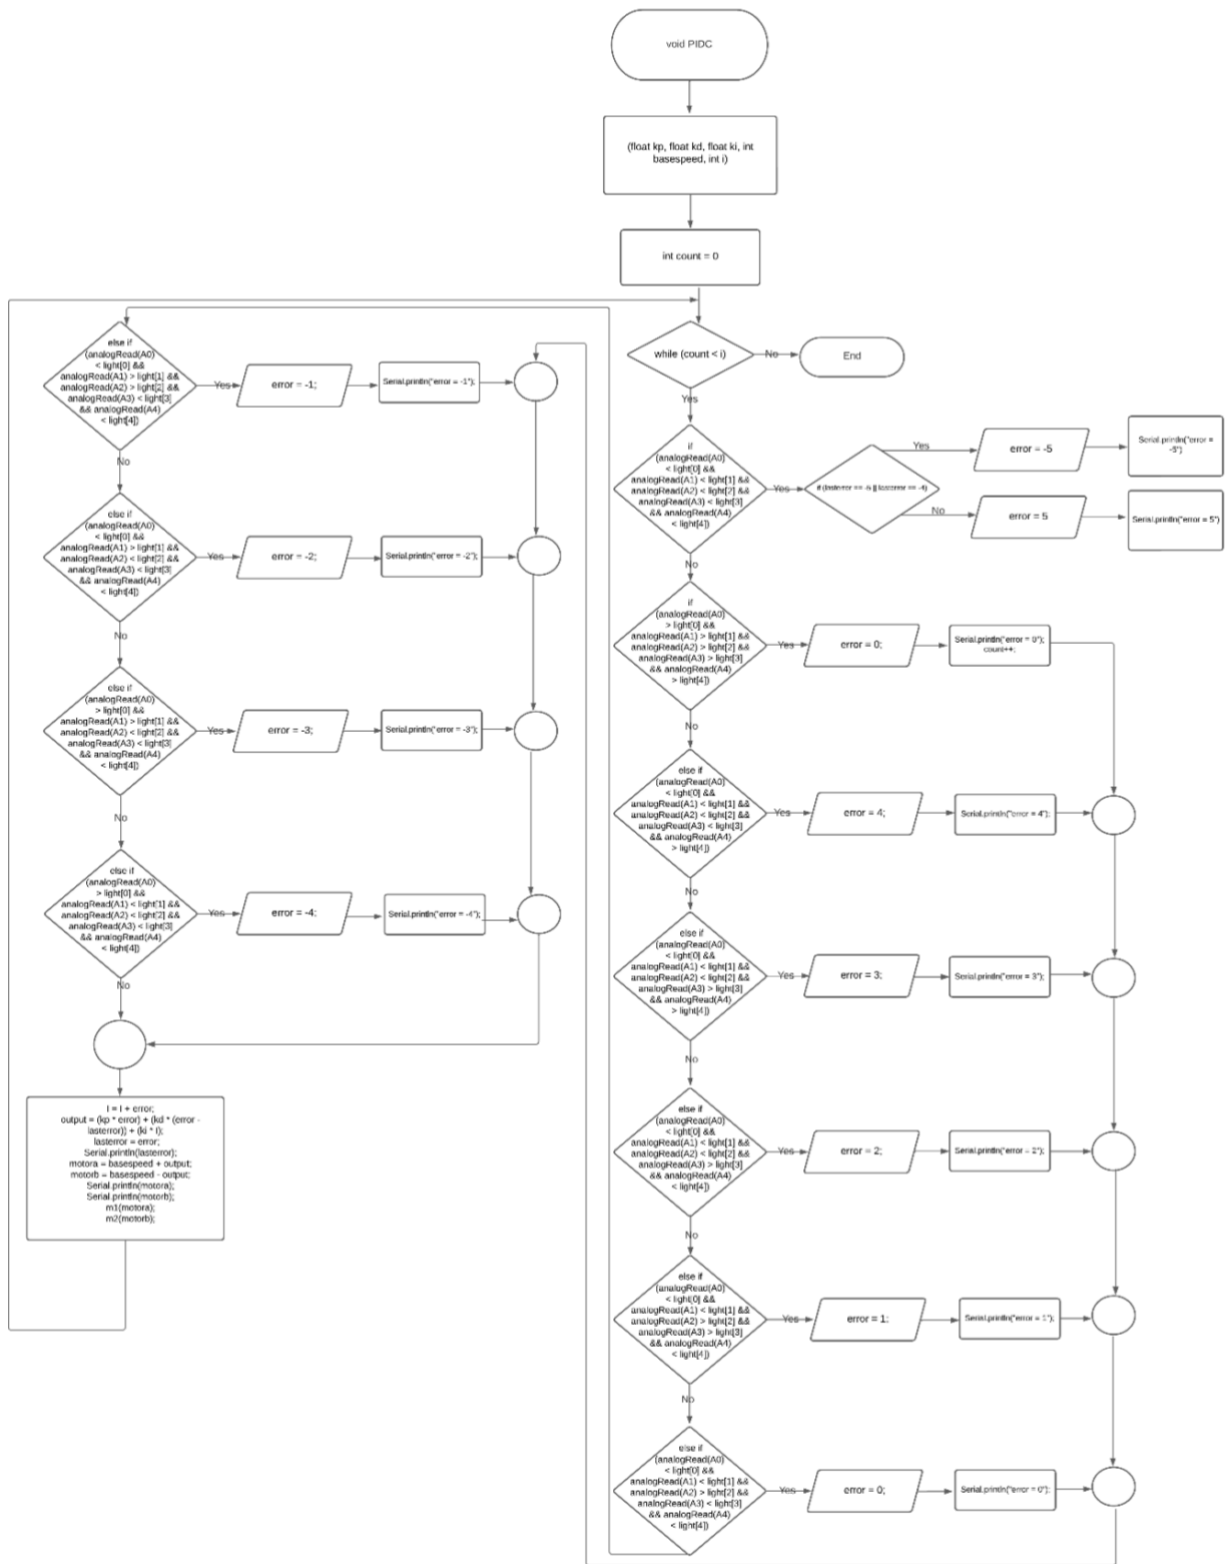 void PIDC
(float kp, float kd, float ki, int
basespeed, int i)
int count = 0
while (count < i)
No
End
Yes
if
(analogRead(A0)
< light[0] &&
analogRead(A1) < light[1] &&
analogRead(A2) < light[2] &&
analogRead(A3) < light[3]
&& analogRead(A4)
< light[4])
Yes
if (lasterror == -5 || lasterror == -4)
Yes
error = -5
Serial.println("error =
-5")
No
error = 5
Serial.println("error = 5")
No
if
(analogRead(A0)
> light[0] &&
analogRead(A1) > light[1] &&
analogRead(A2) > light[2] &&
analogRead(A3) > light[3]
&& analogRead(A4)
> light[4])
Yes
error = 0;
Serial.println("error = 0");
count++;
No
else if
(analogRead(A0)
< light[0] &&
analogRead(A1) < light[1] &&
analogRead(A2) < light[2] &&
analogRead(A3) < light[3]
&& analogRead(A4)
> light[4])
Yes
error = 4;
Serial.println("error = 4");
No
else if
(analogRead(A0)
< light[0] &&
analogRead(A1) < light[1] &&
analogRead(A2) < light[2] &&
analogRead(A3) > light[3]
&& analogRead(A4)
> light[4])
Yes
error = 3;
Serial.println("error = 3");
No
else if
(analogRead(A0)
< light[0] &&
analogRead(A1) < light[1] &&
analogRead(A2) < light[2] &&
analogRead(A3) > light[3]
&& analogRead(A4)
< light[4])
Yes
error = 2;
Serial.println("error = 2");
No
else if
(analogRead(A0)
< light[0] &&
analogRead(A1) < light[1] &&
analogRead(A2) > light[2] &&
analogRead(A3) > light[3]
&& analogRead(A4)
< light[4])
Yes
error = 1;
Serial.println("error = 1");
No
else if
(analogRead(A0)
< light[0] &&
analogRead(A1) < light[1] &&
analogRead(A2) > light[2] &&
analogRead(A3) < light[3]
&& analogRead(A4)
< light[4])
Yes
error = 0;
Serial.println("error = 0");
else if
(analogRead(A0)
< light[0] &&
analogRead(A1) > light[1] &&
analogRead(A2) > light[2] &&
analogRead(A3) < light[3]
&& analogRead(A4)
< light[4])
Yes
error = -1;
Serial.println("error = -1");
No
else if
(analogRead(A0)
< light[0] &&
analogRead(A1) > light[1] &&
analogRead(A2) < light[2] &&
analogRead(A3) < light[3]
&& analogRead(A4)
< light[4])
Yes
error = -2;
Serial.println("error = -2");
No
else if
(analogRead(A0)
> light[0] &&
analogRead(A1) > light[1] &&
analogRead(A2) < light[2] &&
analogRead(A3) < light[3]
&& analogRead(A4)
< light[4])
Yes
error = -3;
Serial.println("error = -3");
No
else if
(analogRead(A0)
> light[0] &&
analogRead(A1) < light[1] &&
analogRead(A2) < light[2] &&
analogRead(A3) < light[3]
&& analogRead(A4)
< light[4])
Yes
error = -4;
Serial.println("error = -4");
No
I = I + error;
output = (kp * error) + (kd * (error -
lasterror)) + (ki * I);
lasterror = error;
Serial.println(lasterror);
motora = basespeed + output;
motorb = basespeed - output;
Serial.println(motora);
Serial.println(motorb);
m1(motora);
m2(motorb);